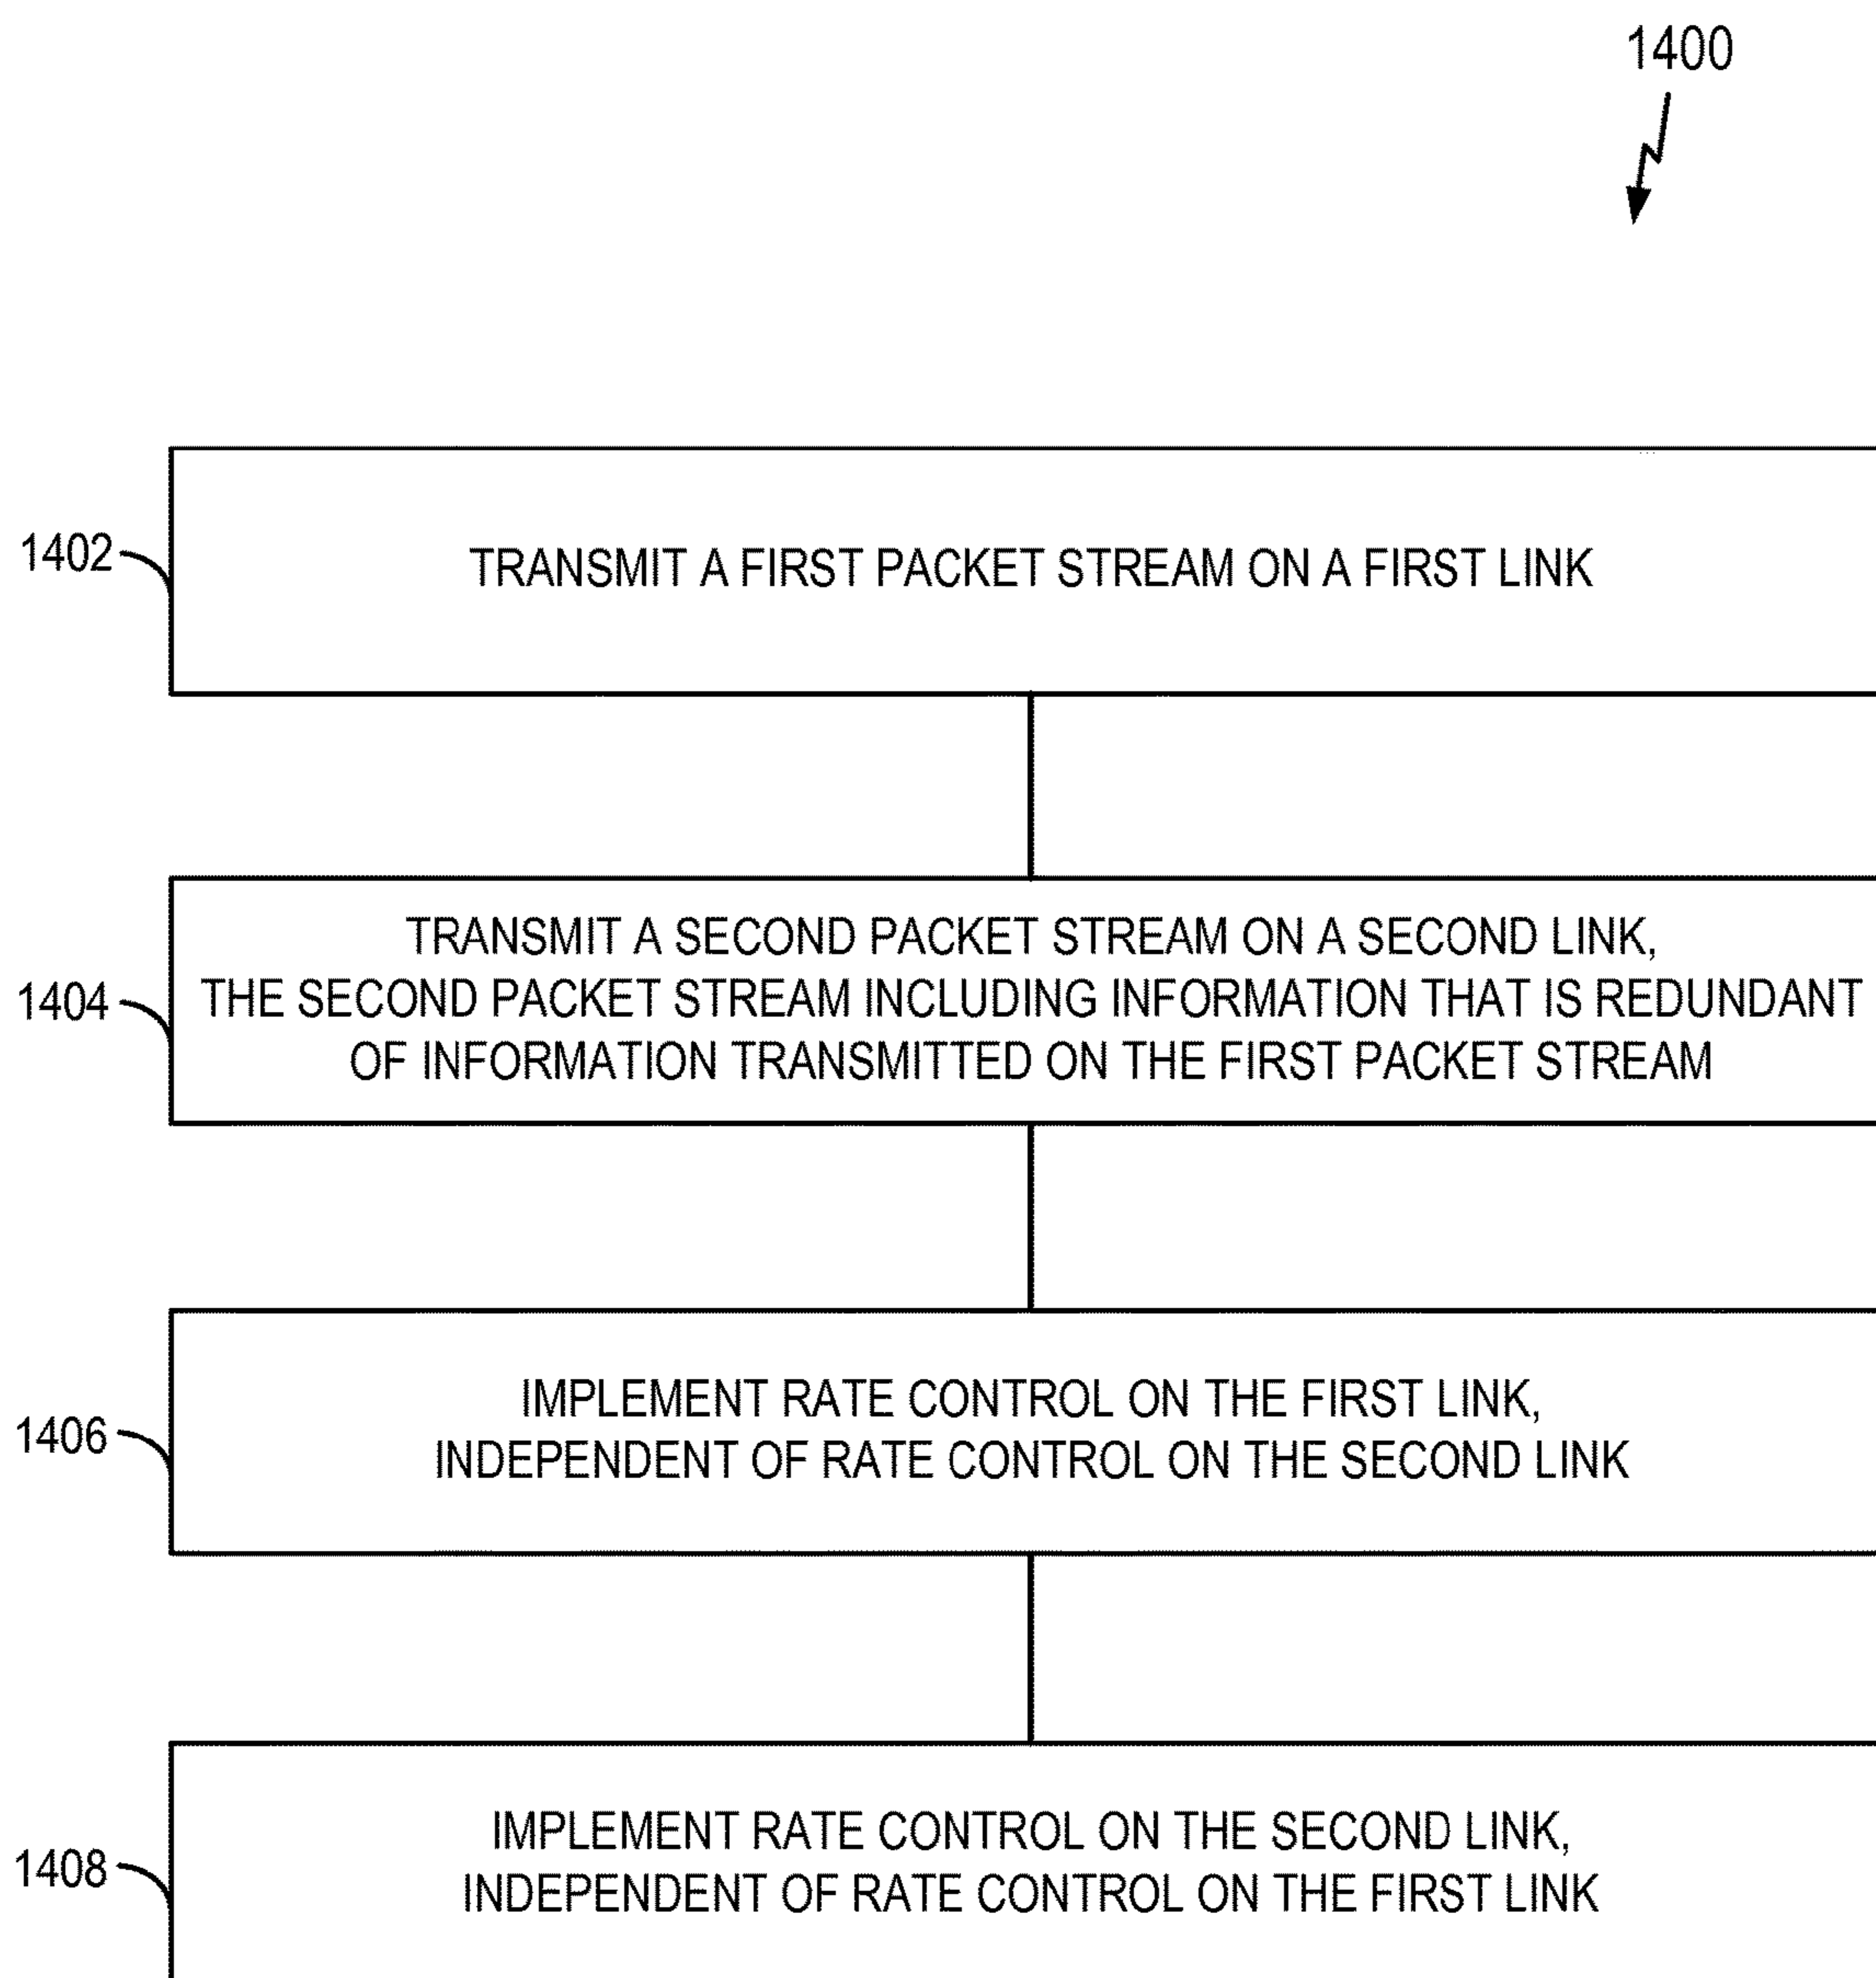 1400
1402
TRANSMIT A FIRST PACKET STREAM ON A FIRST LINK
1404
TRANSMIT A SECOND PACKET STREAM ON A SECOND LINK,
THE SECOND PACKET STREAM INCLUDING INFORMATION THAT IS REDUNDANT
OF INFORMATION TRANSMITTED ON THE FIRST PACKET STREAM
1406
IMPLEMENT RATE CONTROL ON THE FIRST LINK,
INDEPENDENT OF RATE CONTROL ON THE SECOND LINK
1408
IMPLEMENT RATE CONTROL ON THE SECOND LINK,
INDEPENDENT OF RATE CONTROL ON THE FIRST LINK